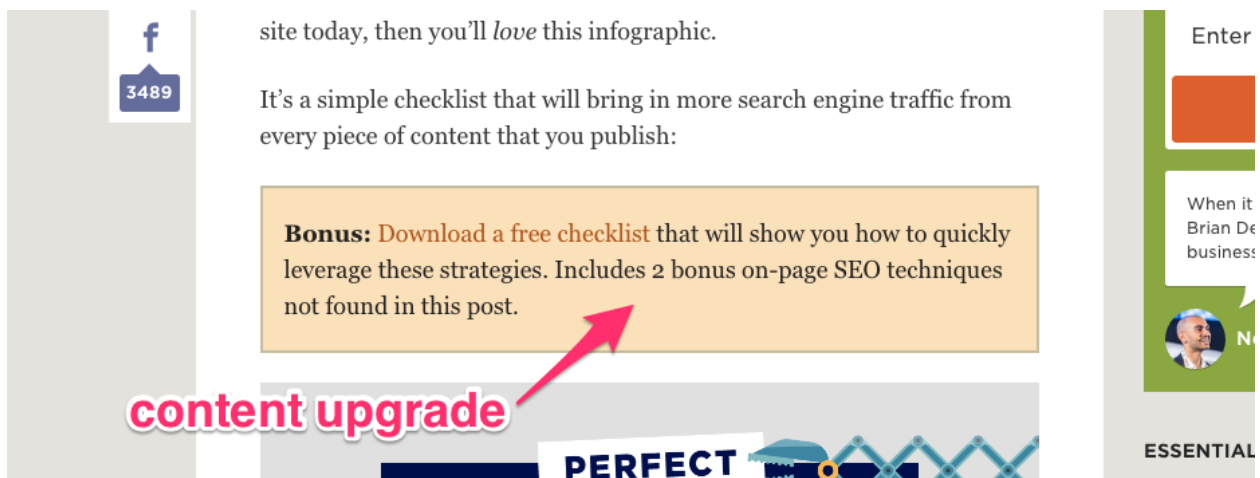 site today, then you’ll love this infographic.
3489
It’s a simple checklist that will bring in more search engine traffic from
every piece of content that you publish:
Bonus: Download a free checklist that will show you how to quickly
leverage these strategies. Includes 2 bonus on-page SEO techniques
not found in this post.
content upgrade
PERFECT
Enter
When it
Brian De
business
ESSENTIAL